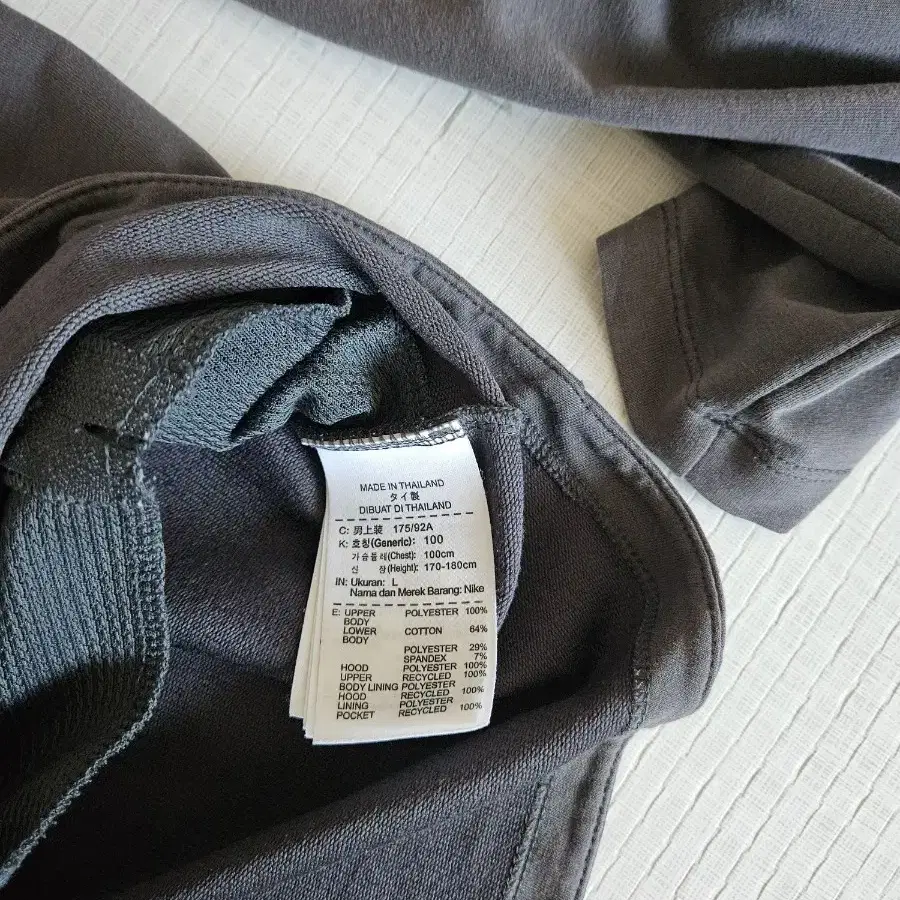 MADE IN THAILAND
タイ製
DIBUAT DI THAILAND
C: 男上装 175/92A
K: 호칭(Generic): 100
가슴둘레(Chest): 100cm
신 장(Height): 170-180cm
IN: Ukuran: L
Nama dan Merek Barang: Nike
E: UPPER POLYESTER 100%
BODY
LOWER COTTON 64%
BODY
POLYESTER 29%
SPANDEX 7%
HOOD POLYESTER 100%
UPPER RECYCLED 100%
BODY LINING POLYESTER
HOOD RECYCLED 100%
LINING POLYESTER
POCKET RECYCLED 100%